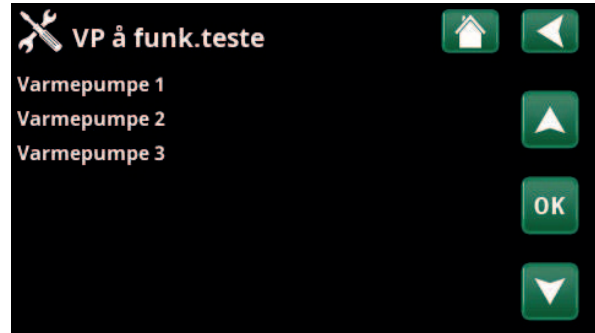 VP å funk.teste
Varmepumpe 1
Varmepumpe 2
Varmepumpe 3
OK